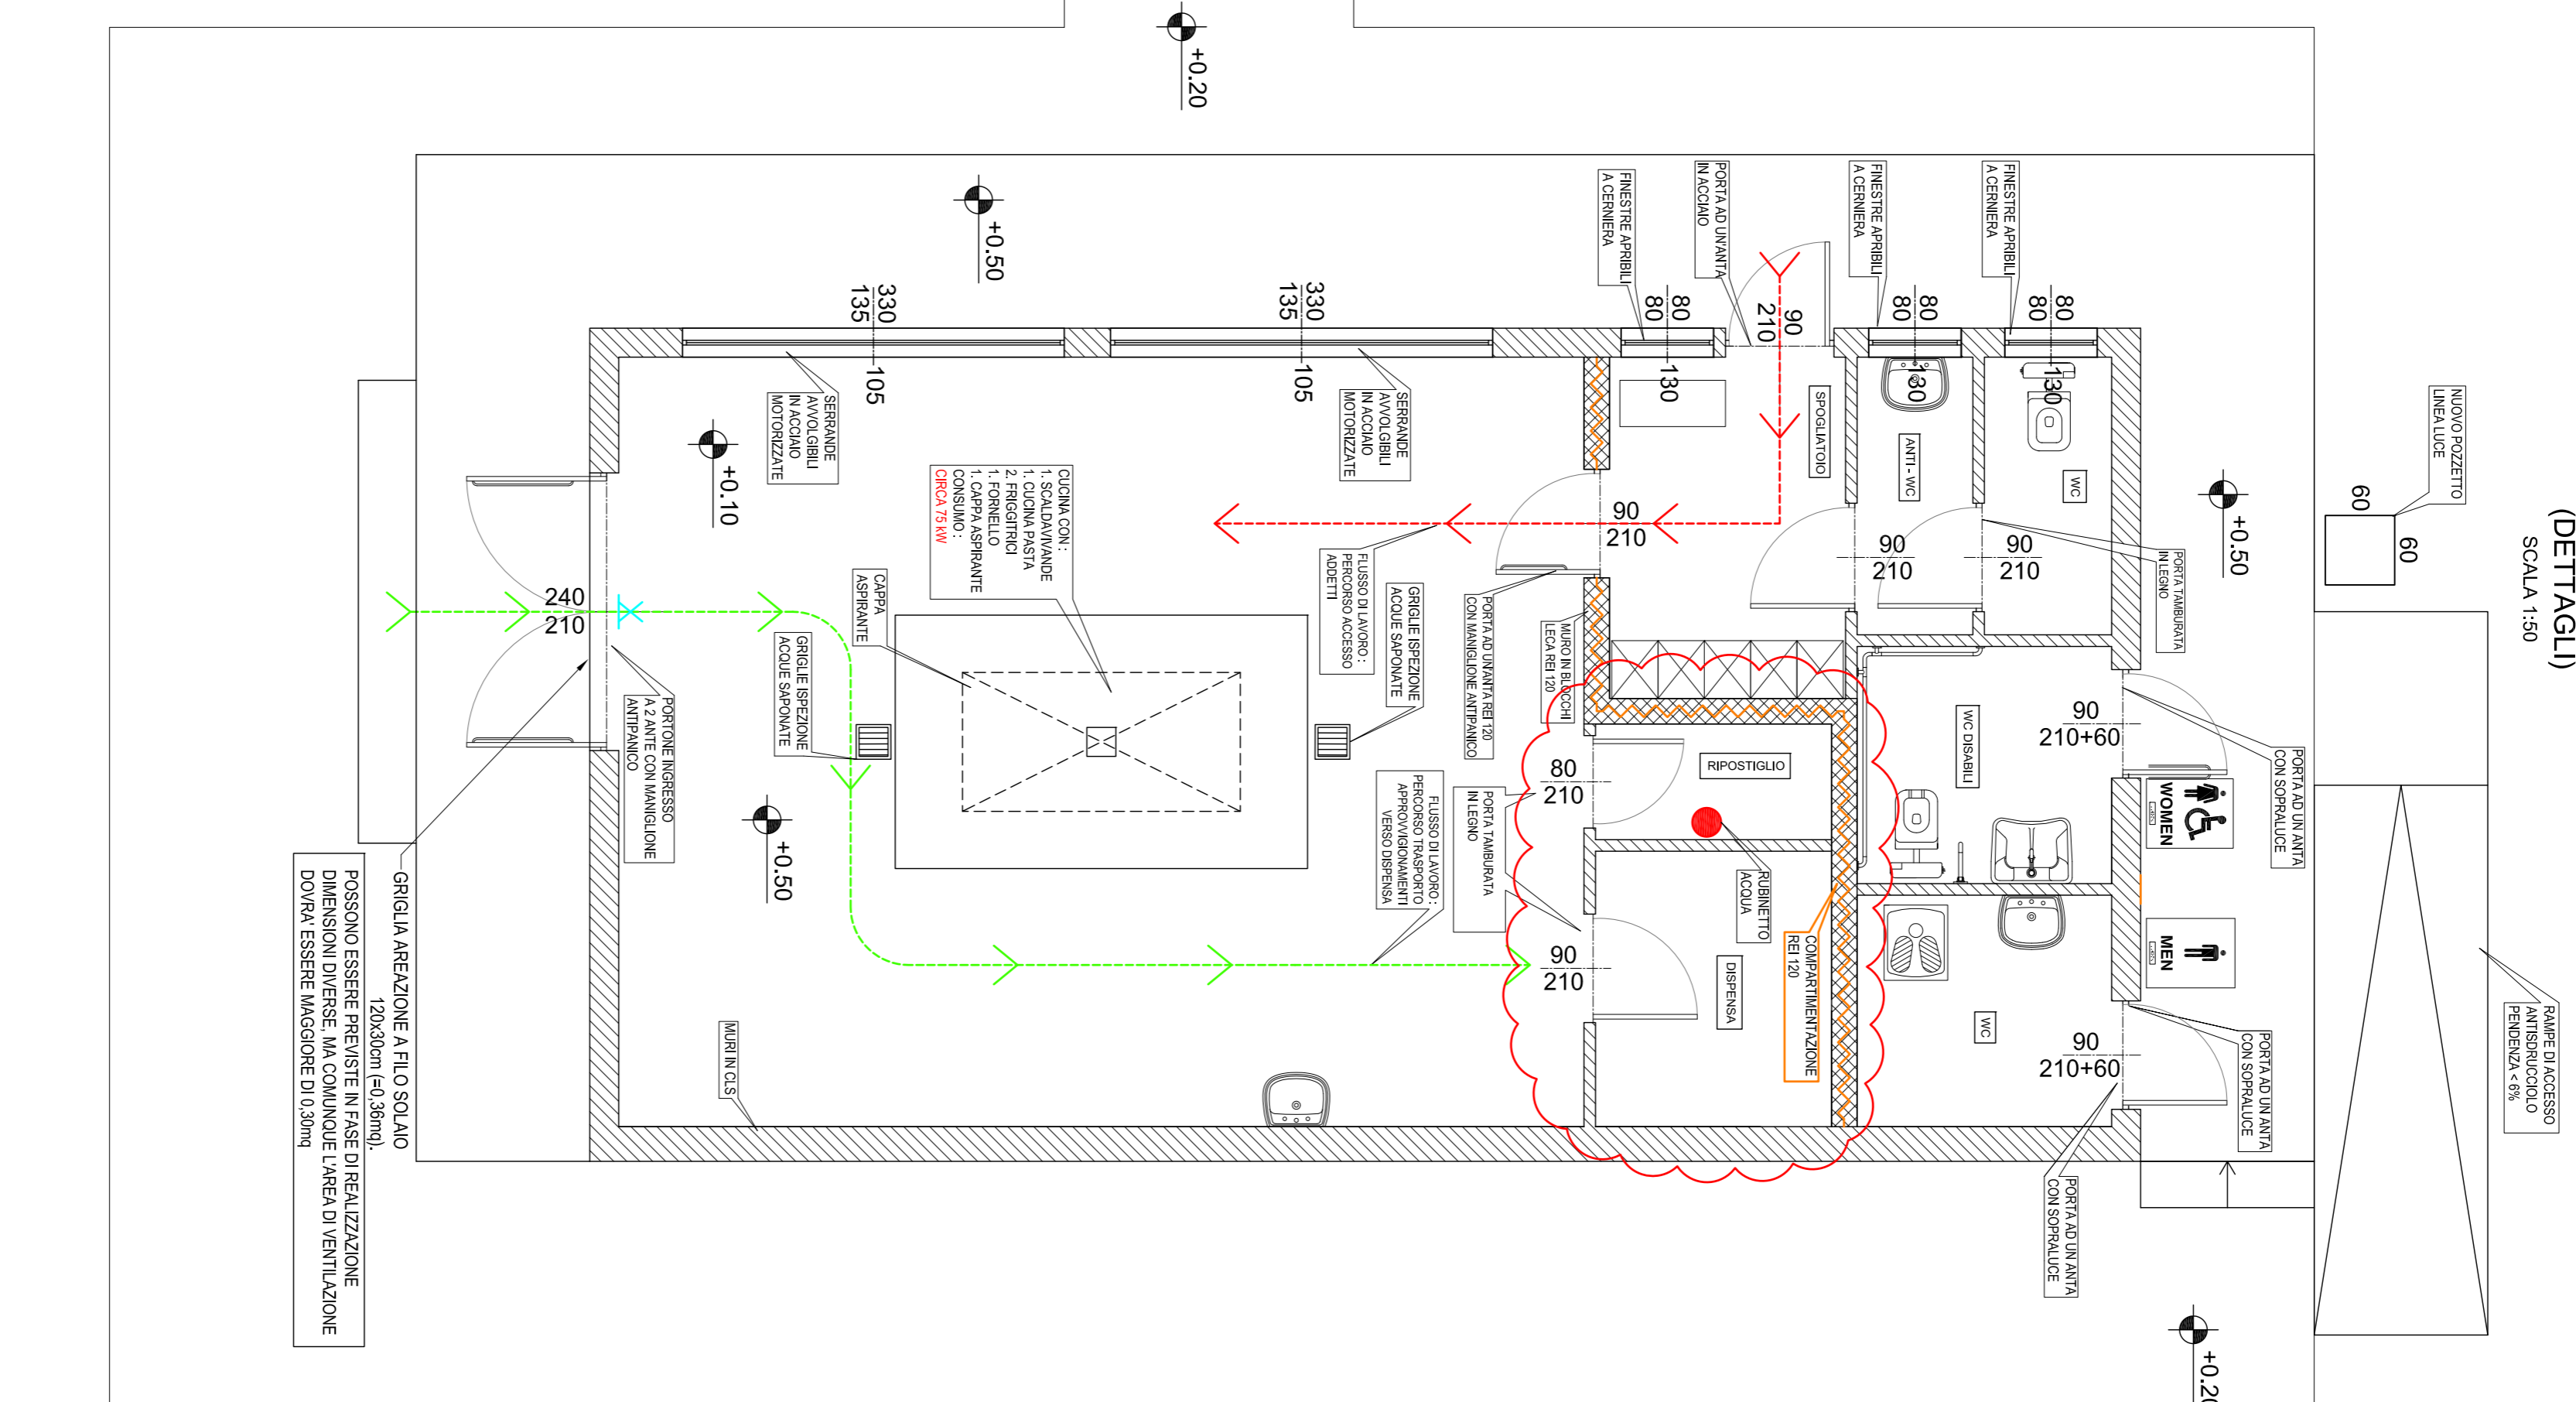 (DETTAGLI)
SCALA 1:50
+0.20
+0.50
+0.50
+0.10
+0.50
NUOVO POZZETTO
LINEA LUCE
60
60
FINESTRE APRIBILI
A CERNIERA
FINESTRE APRIBILI
A CERNIERA
PORTA AD UN'ANTA
IN ACCIAIO
FINESTRE APRIBILI
A CERNIERA
80
80
130
80
80
130
90
210
80
80
130
330
135
105
330
135
105
SERRANDE
AVVOLGIBILI
IN ACCIAIO
MOTORIZZATE
SERRANDE
AVVOLGIBILI
IN ACCIAIO
MOTORIZZATE
WC
ANTI - WC
SPOGLIATOIO
90
210
90
210
90
210
PORTA TAMBURATA
IN LEGNO
CUCINA CON :
1. SCALDAVIVANDE
1. CUCINA PASTA
2. FRIGGITRICI
1. FORNELLO
1. CAPPA ASPIRANTE
CONSUMO :
CIRCA 75 kW
FLUSSO DI LAVORO :
PERCORSO ACCESSO
ADDETTI
GRIGLIE ISPEZIONE
ACQUE SAPONATE
PORTA AD UN'ANTA REI 120
CON MANIGLIONE ANTIPANICO
MURO IN BLOCCHI
LECA REI 120
CAPPA
ASPIRANTE
GRIGLIE ISPEZIONE
ACQUE SAPONATE
240
210
PORTONE INGRESSO
A 2 ANTE CON MANIGLIONE
ANTIPANICO
RIPOSTIGLIO
80
210
PORTA TAMBURATA
IN LEGNO
FLUSSO DI LAVORO :
PERCORSO TRASPORTO
APPROVVIGIONAMENTI
VERSO DISPENSA
RUBINETTO
ACQUA
COMPARTIMENTAZIONE
REI 120
90
210
DISPENSA
WC DISABILI
90
210+60
PORTA AD UN ANTA
CON SOPRALUCE
WOMEN
MEN
WC
90
210+60
PORTA AD UN ANTA
CON SOPRALUCE
PORTA AD UN ANTA
CON SOPRALUCE
RAMPE DI ACCESSO
ANTISDRUCCIOLO
PENDENZA < 6%
MURI IN CLS
GRIGLIA AREAZIONE A FILO SOLAIO
120x30cm (=0,36mq).
POSSONO ESSERE PREVISTE IN FASE DI REALIZZAZIONE
DIMENSIONI DIVERSE, MA COMUNQUE L'AREA DI VENTILAZIONE
DOVRA' ESSERE MAGGIORE DI 0,30mq
+0.20